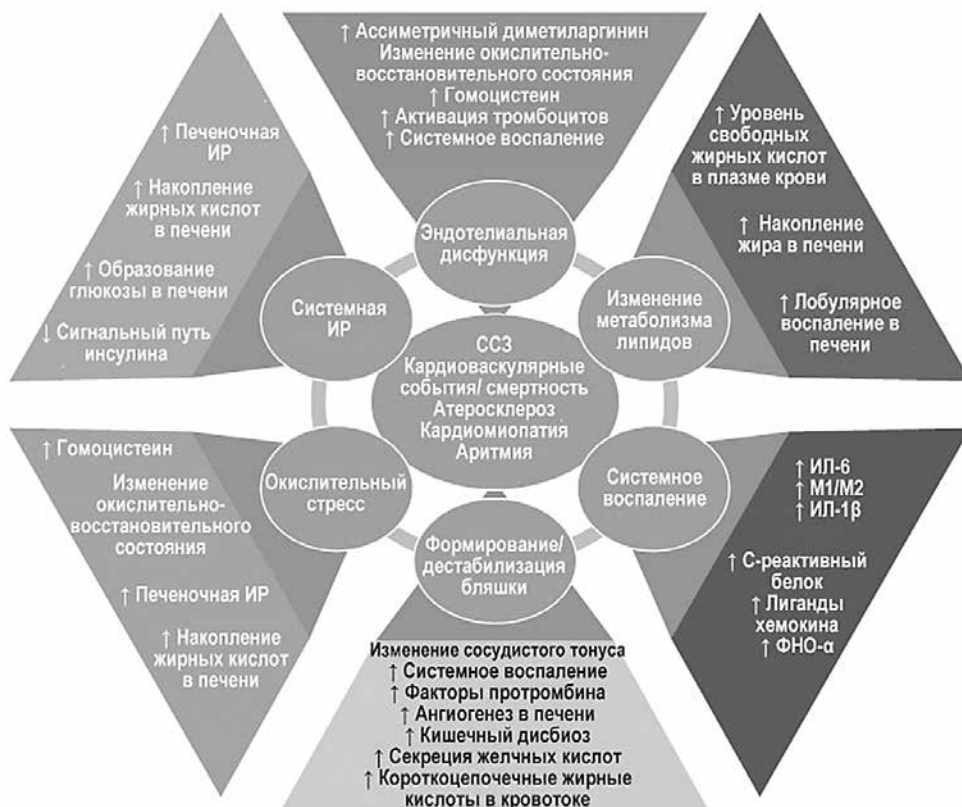 ↑ Ассиметричный диметиларгинин
Изменение окислительно-
восстановительного состояния
↑ Гомоцистеин
↑ Активация тромбоцитов
↑ Системное воспаление
↑ Печеночная
ИР
↑ Накопление
жирных кислот
в печени
↑ Образование
глюкозы в печени
↓ Сигнальный путь
инсулина
↑ Уровень
свободных
жирных кислот
в плазме крови
↑ Накопление
жира в печени
↑ Лобулярное
воспаление в
печени
Эндотелиальная
дисфункция
Системная
ИР
Изменение
метаболизма
липидов
ССЗ
Кардиоваскулярные
события/ смертность
Атеросклероз
Кардиомиопатия
Аритмия
Окислительный
стресс
Системное
воспаление
Формирование/
дестабилизация
бляшки
↑ Гомоцистеин
Изменение
окислительно-
восстановительного
состояния
↑ Печеночная ИР
↑ Накопление
жирных кислот
в печени
↑ ИЛ-6
↑ М1/М2
↑ ИЛ-1β
↑ С-реактивный
белок
↑ Лиганды
хемокина
↑ ФНО-α
Изменение сосудистого тонуса
↑ Системное воспаление
↑ Факторы протромбина
↑ Ангиогенез в печени
↑ Кишечный дисбиоз
↑ Секреция желчных кислот
↑ Короткоцепочечные жирные
кислоты в кровотоке